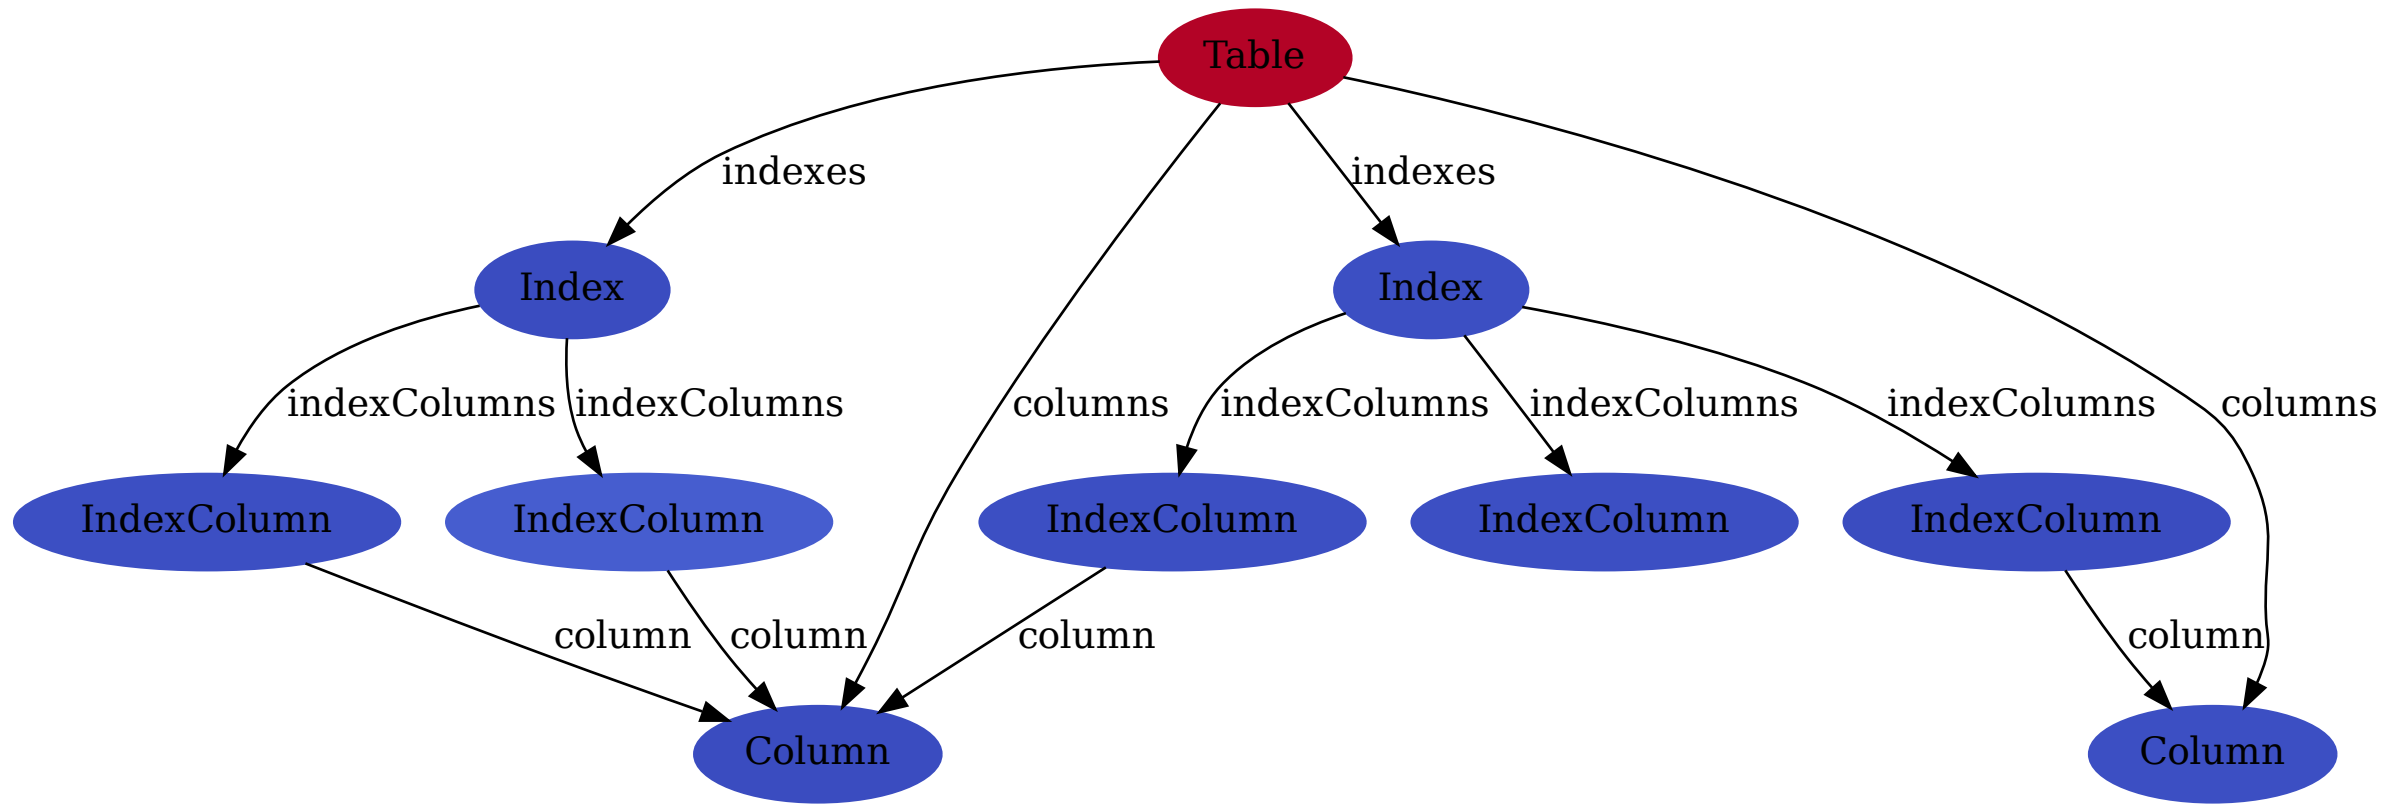 Table
indexes
indexes
Index
Index
indexColumns
indexColumns
columns
indexColumns
indexColumns
indexColumns
columns
IndexColumn
IndexColumn
IndexColumn
IndexColumn
IndexColumn
column
column
column
column
Column
Column